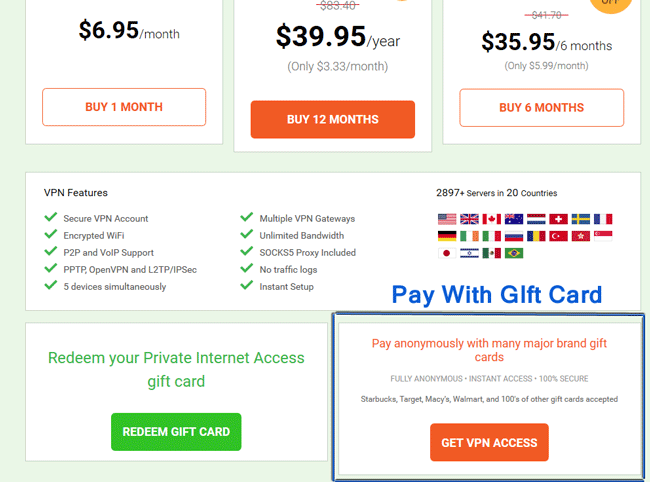 $83.40
$41.70
OFF
$6.95/month
$39.95/year
$35.95/6 months
(Only $3.33/month)
(Only $5.99/month)
BUY 1 MONTH
BUY 12 MONTHS
BUY 6 MONTHS
VPN Features
2897+ Servers in 20 Countries
Secure VPN Account
Multiple VPN Gateways
Encrypted WiFi
Unlimited Bandwidth
P2P and VoIP Support
SOCKS5 Proxy Included
PPTP, OpenVPN and L2TP/IPSec
No traffic logs
5 devices simultaneously
Instant Setup
Pay With GIft Card
Redeem your Private Internet Access
gift card
REDEEM GIFT CARD
Pay anonymously with many major brand gift
cards
FULLY ANONYMOUS • INSTANT ACCESS • 100% SECURE
Starbucks, Target, Macy's, Walmart, and 100's of other gift cards accepted
GET VPN ACCESS